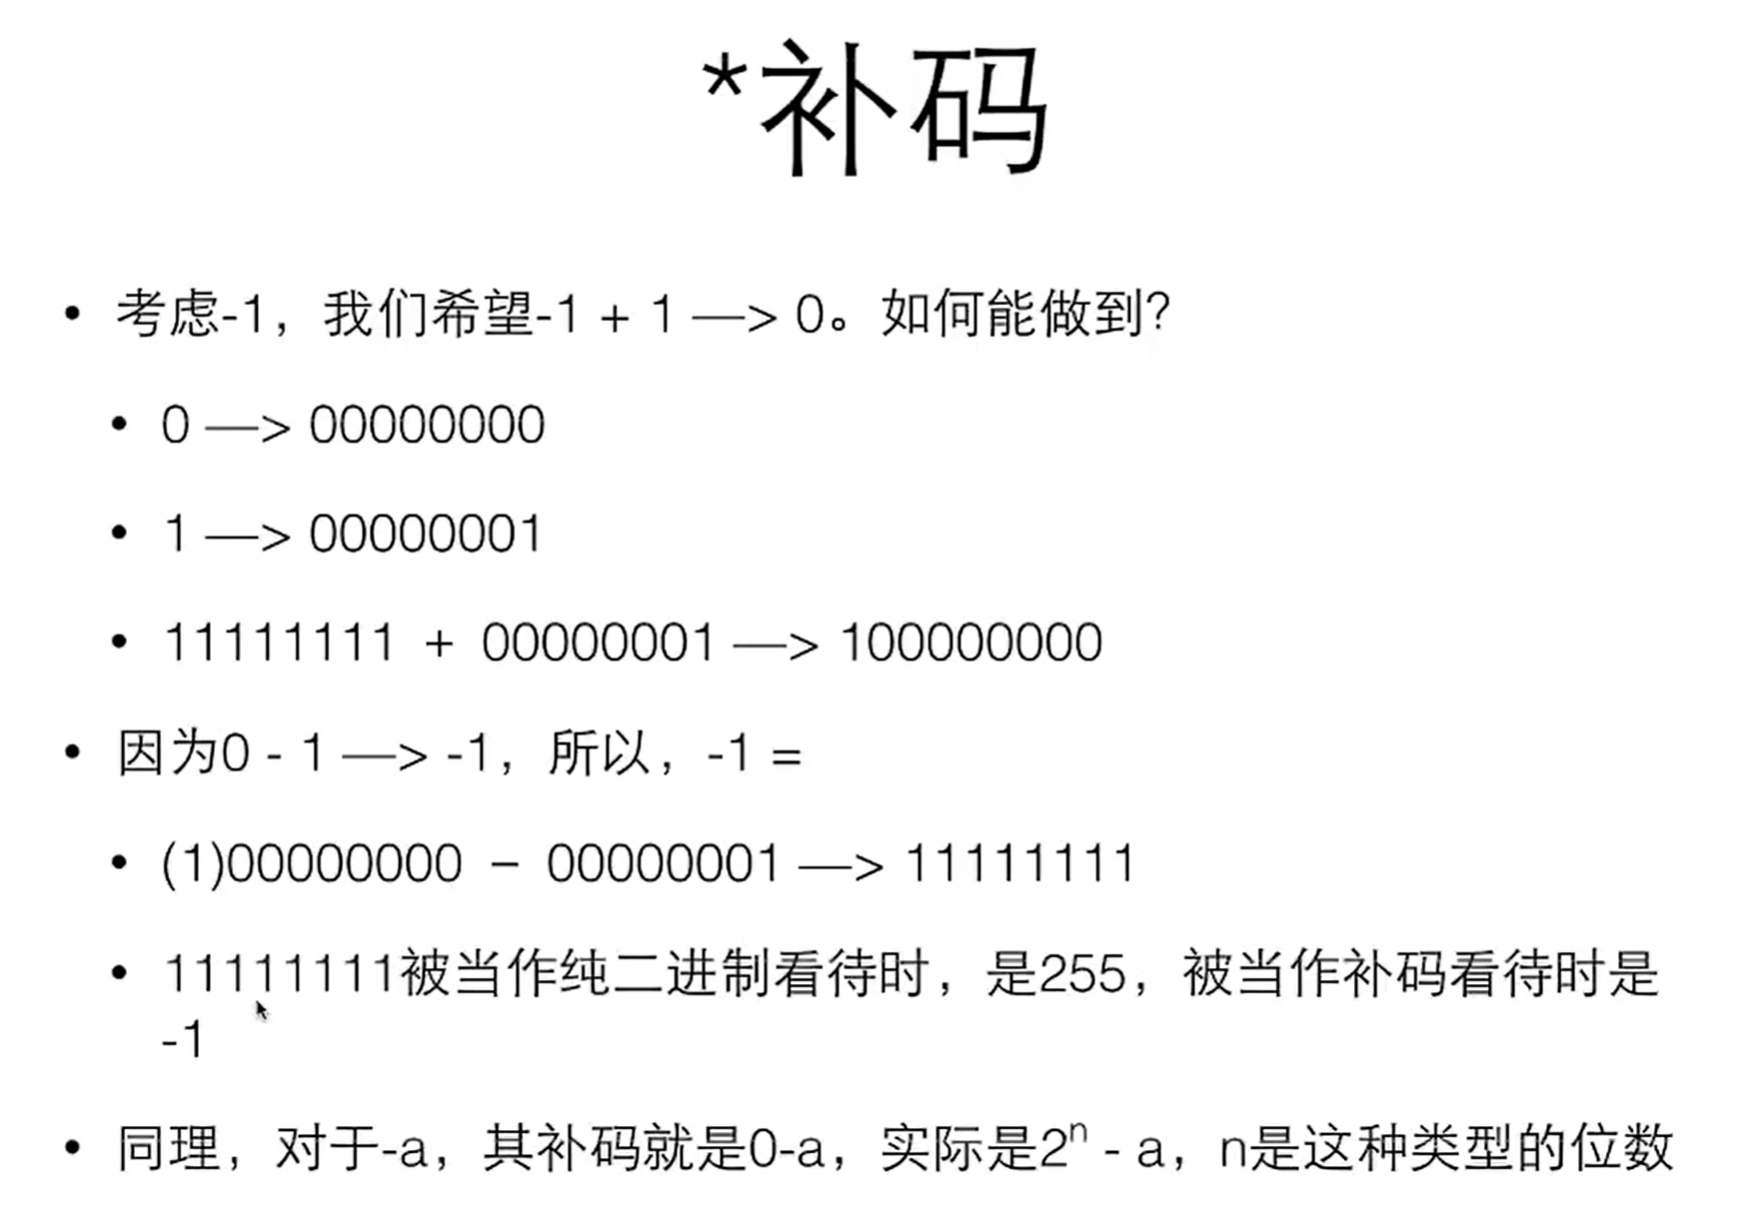 *补码
• 考虑-1，我们希望-1 + 1 —> 0。如何能做到？
• 0 —> 00000000
• 1 —> 00000001
• 11111111 + 00000001 —> 100000000
• 因为0 - 1 —> -1，所以，-1 =
• (1)00000000 − 00000001 —> 11111111
• 11111111被当作纯二进制看待时，是255，被当作补码看待时是
-1
• 同理，对于-a，其补码就是0-a，实际是2ⁿ - a，n是这种类型的位数